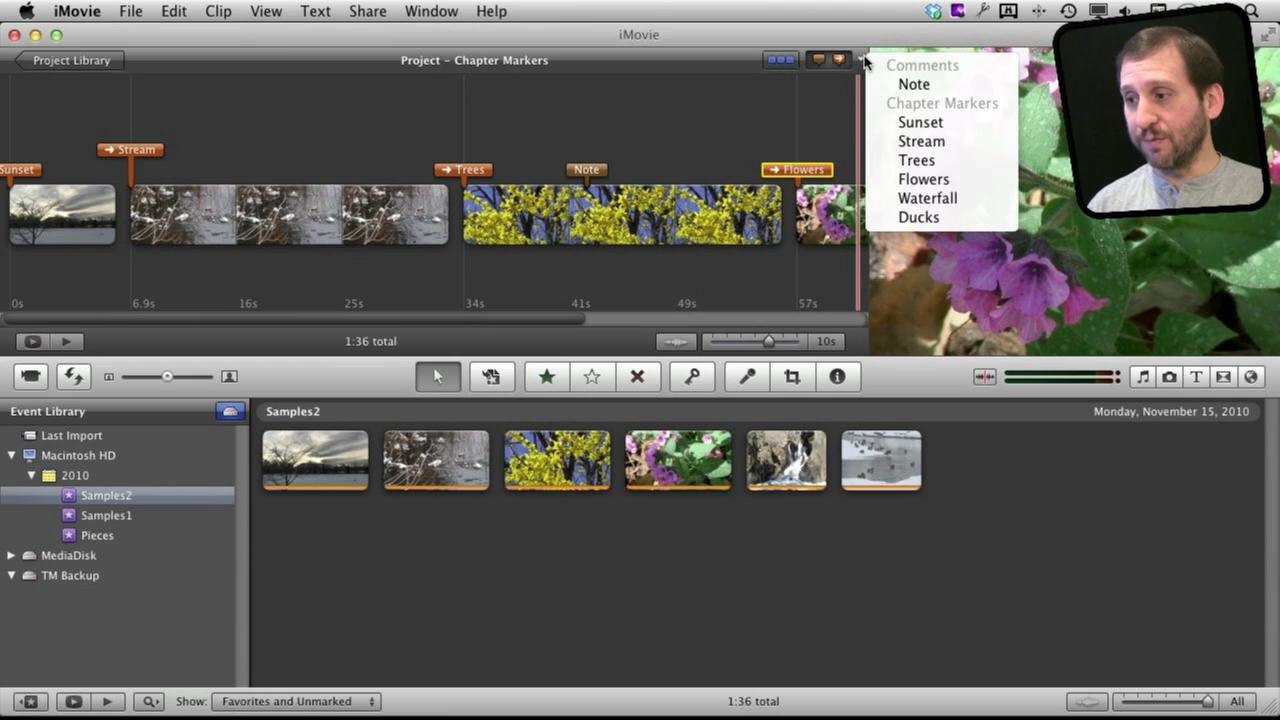 iMovie File Edit Clip View Text Share Window Help
iMovie
Project Library
Project – Chapter Markers
Comments
Note
Chapter Markers
Sunset
Stream
Trees
Flowers
Waterfall
Ducks
Stream
Sunset
Trees
Note
Flowers
0s 6.9s 16s 25s 34s 41s 49s 57s
1:36 total
10s
Event Library
Samples2
Monday, November 15, 2010
Last Import
Macintosh HD
2010
Samples2
Samples1
Pieces
MediaDisk
TM Backup
Show: Favorites and Unmarked
1:36 total
All